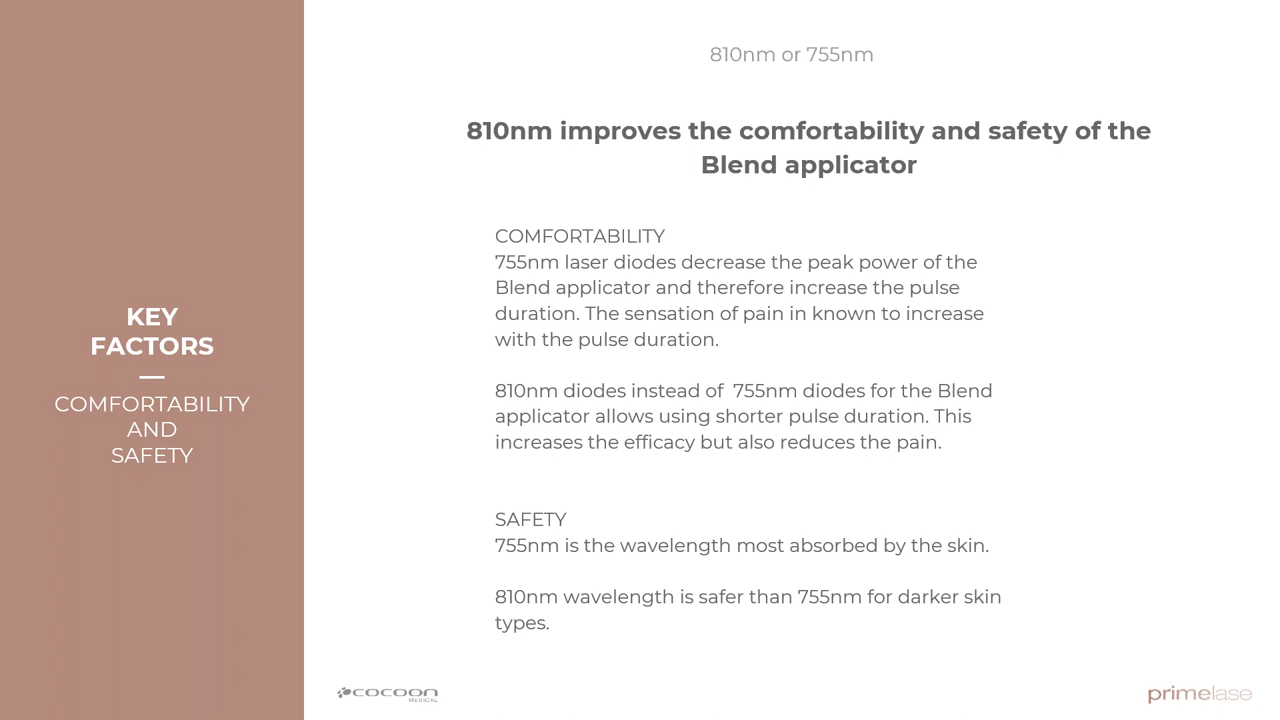 KEY
FACTORS
COMFORTABILITY
AND
SAFETY
810nm or 755nm
810nm improves the comfortability and safety of the
Blend applicator
COMFORTABILITY
755nm laser diodes decrease the peak power of the
Blend applicator and therefore increase the pulse
duration. The sensation of pain in known to increase
with the pulse duration.
810nm diodes instead of  755nm diodes for the Blend
applicator allows using shorter pulse duration. This
increases the efficacy but also reduces the pain.
SAFETY
755nm is the wavelength most absorbed by the skin.
810nm wavelength is safer than 755nm for darker skin
types.
cocoon
MEDICAL
primelase